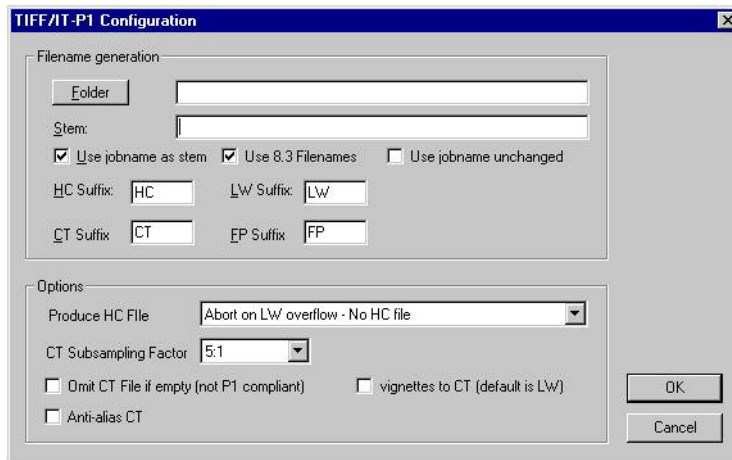 TIFF/IT-P1 Configuration
Filename generation
Folder
Stem:
Use jobname as stem Use 8.3 Filenames Use jobname unchanged
HC Suffix: HC LW Suffix: LW
CT Suffix CT FP Suffix FP
Options
Produce HC FIle Abort on LW overflow - No HC file
CT Subsampling Factor 5:1
Omit CT File if empty (not P1 compliant) vignettes to CT (default is LW)
Anti-alias CT
OK
Cancel